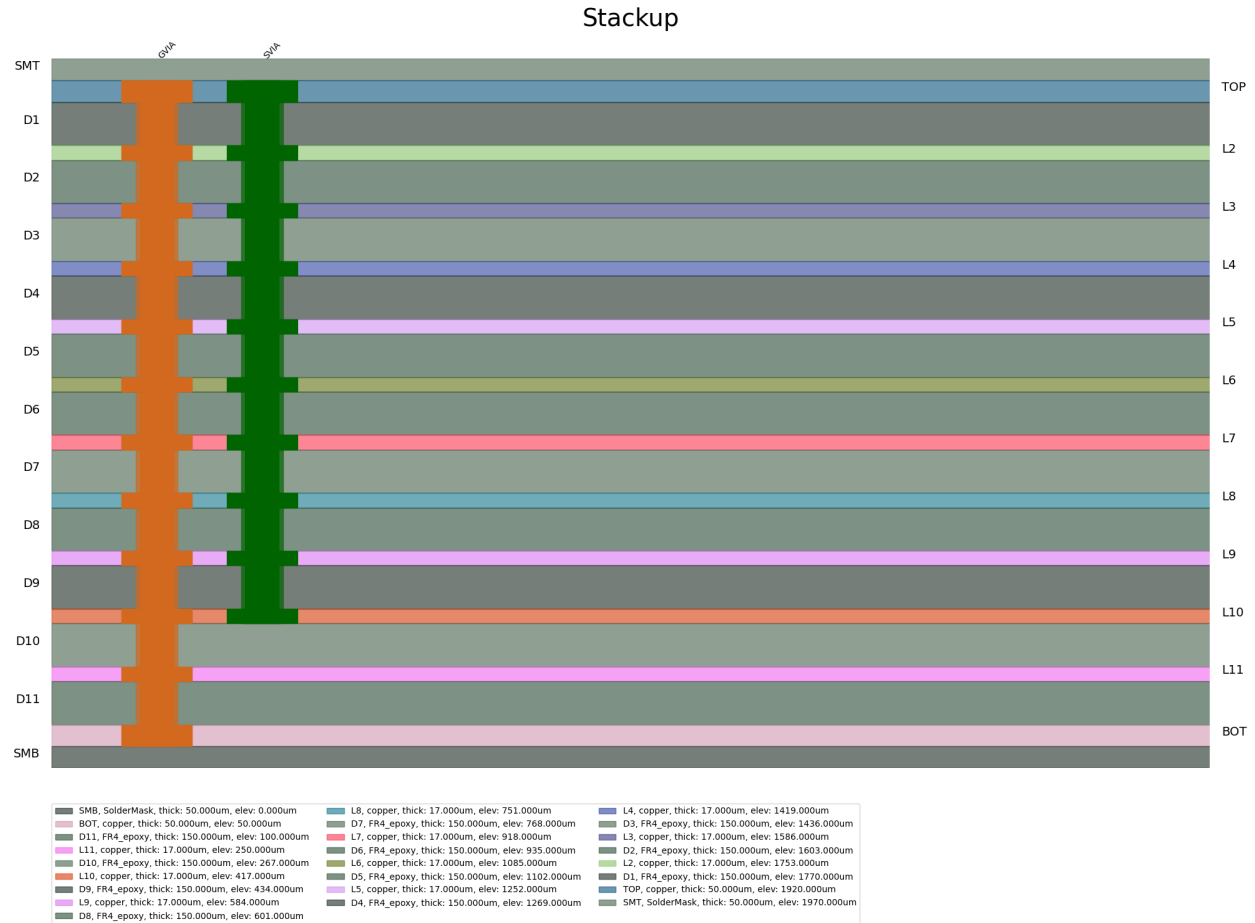 Stackup
GVIA
SVIA
SMT
TOP
D1
L2
D2
L3
D3
L4
D4
L5
D5
L6
D6
L7
D7
L8
D8
L9
D9
L10
D10
L11
D11
BOT
SMB
SMB, SolderMask, thick: 50.000um, elev: 0.000um
BOT, copper, thick: 50.000um, elev: 50.000um
D11, FR4_epoxy, thick: 150.000um, elev: 100.000um
L11, copper, thick: 17.000um, elev: 250.000um
D10, FR4_epoxy, thick: 150.000um, elev: 267.000um
L10, copper, thick: 17.000um, elev: 417.000um
D9, FR4_epoxy, thick: 150.000um, elev: 434.000um
L9, copper, thick: 17.000um, elev: 584.000um
D8, FR4_epoxy, thick: 150.000um, elev: 601.000um
L8, copper, thick: 17.000um, elev: 751.000um
D7, FR4_epoxy, thick: 150.000um, elev: 768.000um
L7, copper, thick: 17.000um, elev: 918.000um
D6, FR4_epoxy, thick: 150.000um, elev: 935.000um
L6, copper, thick: 17.000um, elev: 1085.000um
D5, FR4_epoxy, thick: 150.000um, elev: 1102.000um
L5, copper, thick: 17.000um, elev: 1252.000um
D4, FR4_epoxy, thick: 150.000um, elev: 1269.000um
L4, copper, thick: 17.000um, elev: 1419.000um
D3, FR4_epoxy, thick: 150.000um, elev: 1436.000um
L3, copper, thick: 17.000um, elev: 1586.000um
D2, FR4_epoxy, thick: 150.000um, elev: 1603.000um
L2, copper, thick: 17.000um, elev: 1753.000um
D1, FR4_epoxy, thick: 150.000um, elev: 1770.000um
TOP, copper, thick: 50.000um, elev: 1920.000um
SMT, SolderMask, thick: 50.000um, elev: 1970.000um